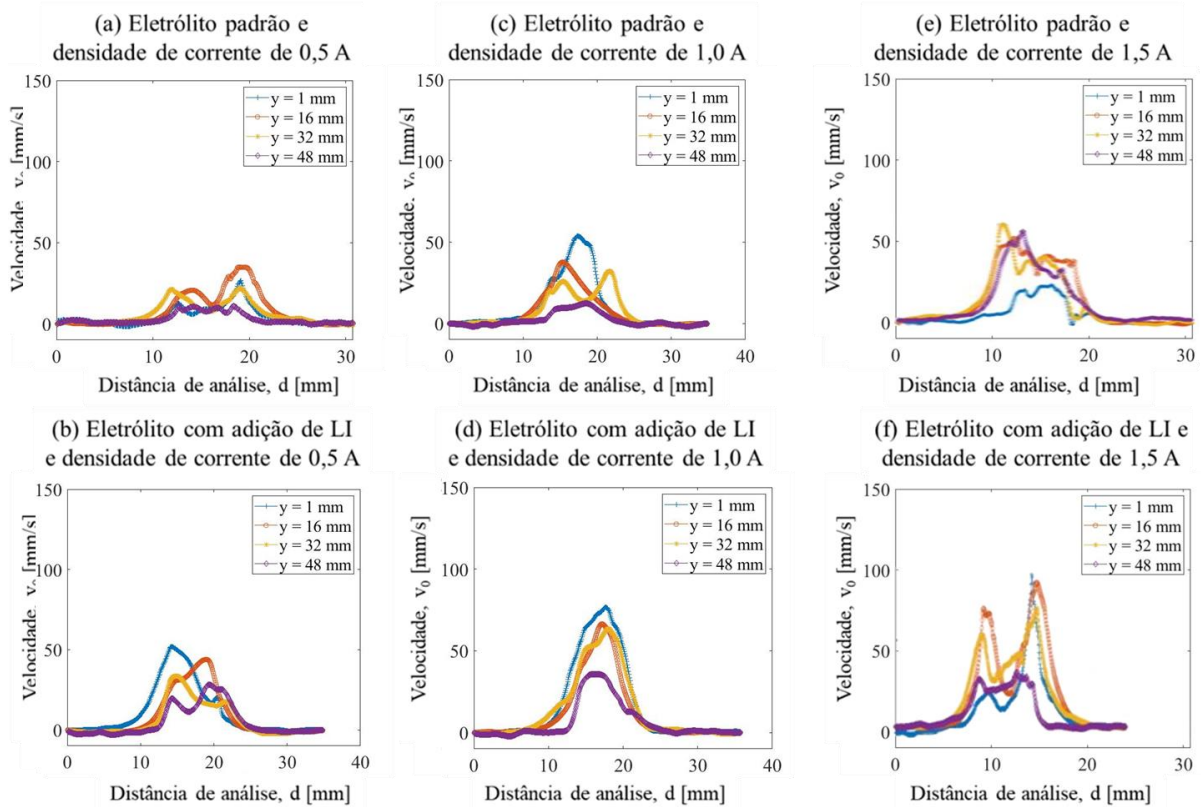 (a) Eletrólito padrão e
densidade de corrente de 0,5 A
150
100
50
0
Velocidade, v [mm/s]
y = 1 mm
y = 16 mm
y = 32 mm
y = 48 mm
0 10 20 30
Distância de análise, d [mm]
(c) Eletrólito padrão e
densidade de corrente de 1,0 A
150
100
50
0
Velocidade, v [mm/s]
y = 1 mm
y = 16 mm
y = 32 mm
y = 48 mm
0 10 20 30 40
Distância de análise, d [mm]
(e) Eletrólito padrão e
densidade de corrente de 1,5 A
150
100
50
0
Velocidade, v₀ [mm/s]
y = 1 mm
y = 16 mm
y = 32 mm
y = 48 mm
0 10 20 30
Distância de análise, d [mm]
(b) Eletrólito com adição de LI
e densidade de corrente de 0,5 A
150
100
50
0
Velocidade, v [mm/s]
y = 1 mm
y = 16 mm
y = 32 mm
y = 48 mm
0 10 20 30 40
Distância de análise, d [mm]
(d) Eletrólito com adição de LI
e densidade de corrente de 1,0 A
150
100
50
0
Velocidade, v₀ [mm/s]
y = 1 mm
y = 16 mm
y = 32 mm
y = 48 mm
0 10 20 30 40
Distância de análise, d [mm]
(f) Eletrólito com adição de LI e
densidade de corrente de 1,5 A
150
100
50
0
Velocidade, v₀ [mm/s]
y = 1 mm
y = 16 mm
y = 32 mm
y = 48 mm
0 10 20 30
Distância de análise, d [mm]